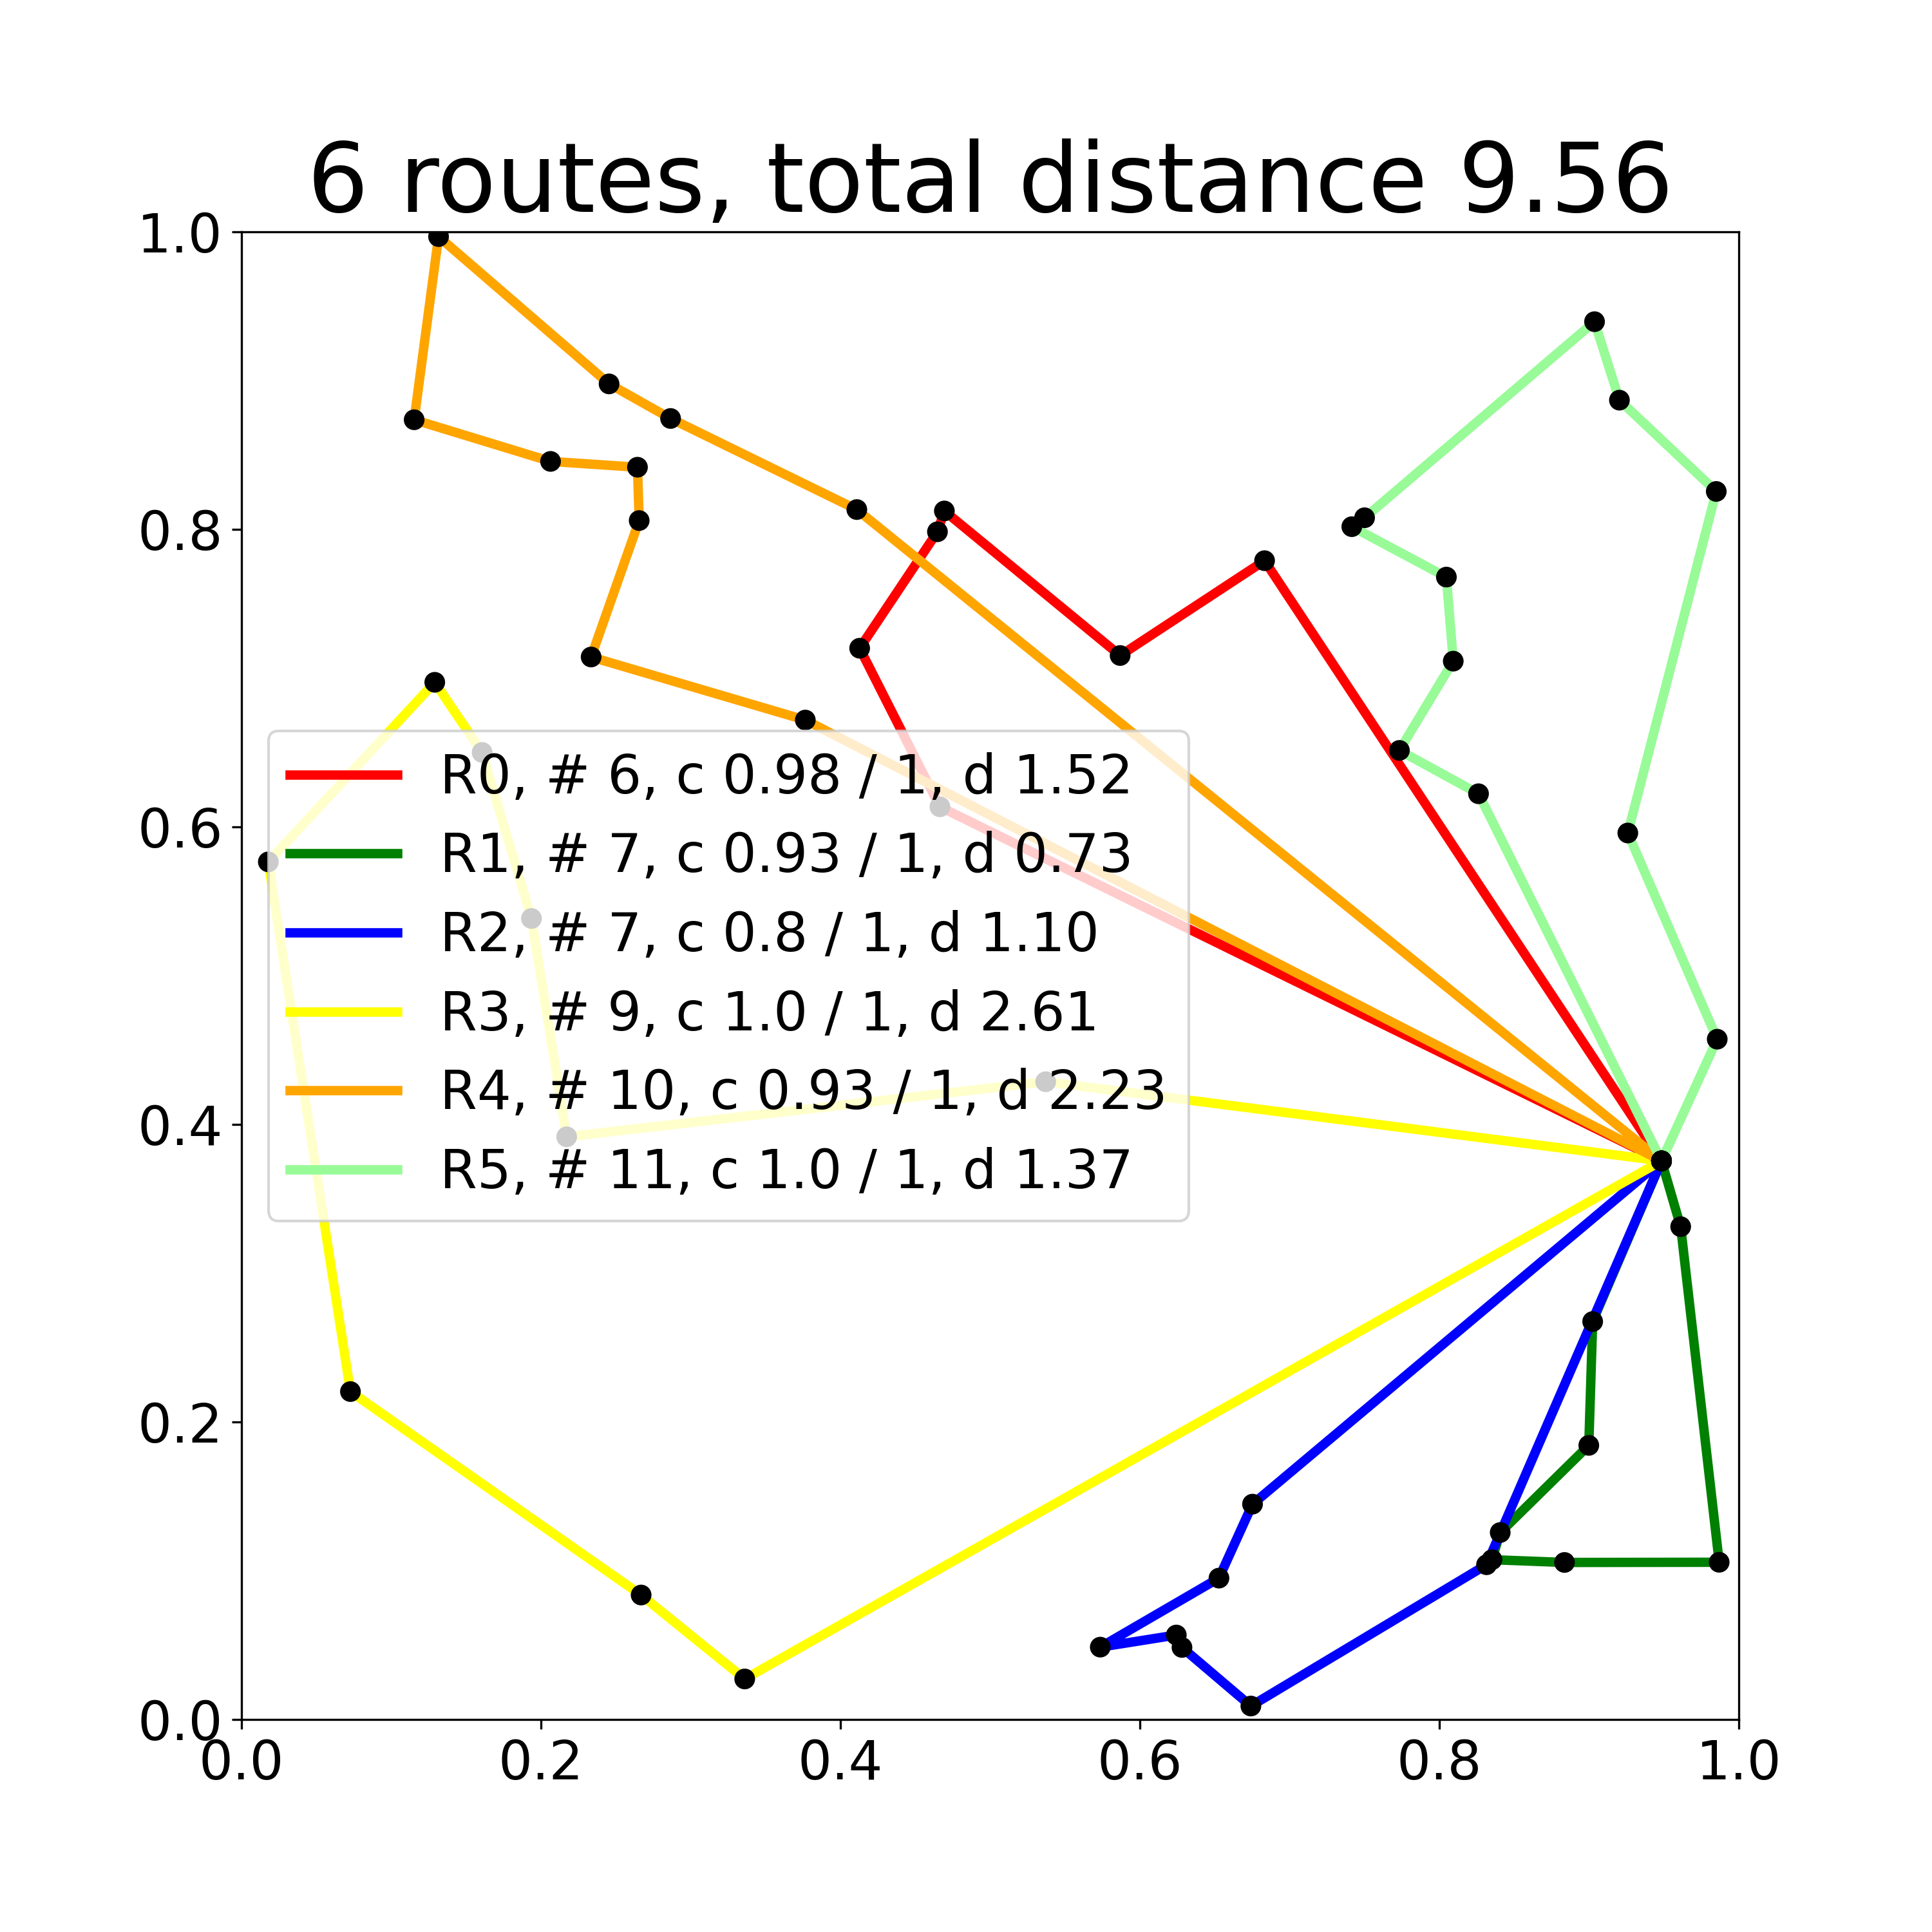 6 routes, total distance 9.56
1.0
0.8
0.6
0.4
0.2
0.0
R0, # 6, c 0.98 / 1, d 1.52
R1, # 7, c 0.93 / 1, d 0.73
R2, # 7, c 0.8 / 1, d 1.10
R3, # 9, c 1.0 / 1, d 2.61
R4, # 10, c 0.93 / 1, d 2.23
R5, # 11, c 1.0 / 1, d 1.37
0.0 0.2 0.4 0.6 0.8 1.0